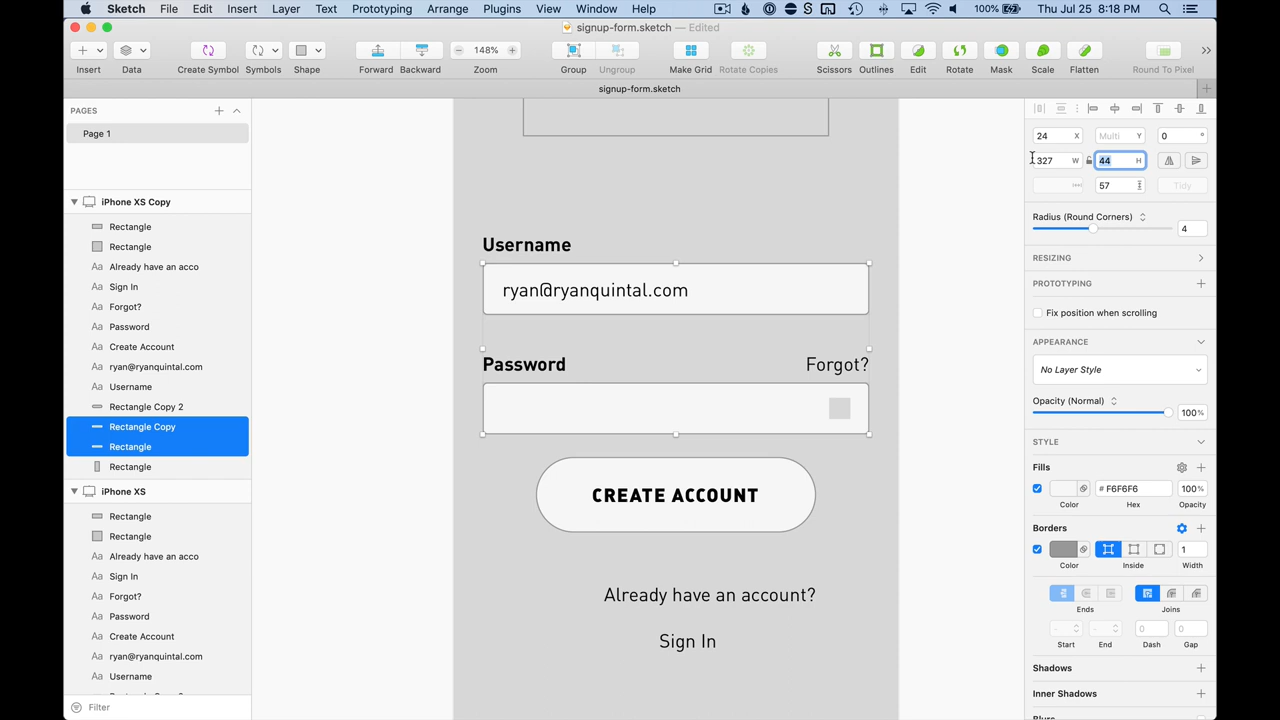 Sketch File Edit Insert Layer Text Prototyping Arrange Plugins View Window Help 100% Thu Jul 25 8:18 PM
signup-form.sketch — Edited
148%
Insert Data Create Symbol Symbols Shape Forward Backward Zoom Group Ungroup Make Grid Rotate Copies Scissors Outlines Edit Rotate Mask Scale Flatten Round To Pixel
signup-form.sketch
PAGES
Page 1
iPhone XS Copy
Rectangle
Rectangle
Already have an acco
Sign In
Forgot?
Password
Create Account
ryan@ryanquintal.com
Username
Rectangle Copy 2
Rectangle Copy
Rectangle
Rectangle
iPhone XS
Rectangle
Rectangle
Already have an acco
Sign In
Forgot?
Password
Create Account
ryan@ryanquintal.com
Username
Filter
Username
ryan@ryanquintal.com
Password Forgot?
CREATE ACCOUNT
Already have an account?
Sign In
24 X Multi Y 0 °
327 W 44 H
57 Tidy
Radius (Round Corners)
4
RESIZING
PROTOTYPING
Fix position when scrolling
APPEARANCE
No Layer Style
Opacity (Normal)
100%
STYLE
Fills
# F6F6F6 100%
Color Hex Opacity
Borders
1
Color Inside Width
Ends Joins
- - 0 0
Start End Dash Gap
Shadows
Inner Shadows